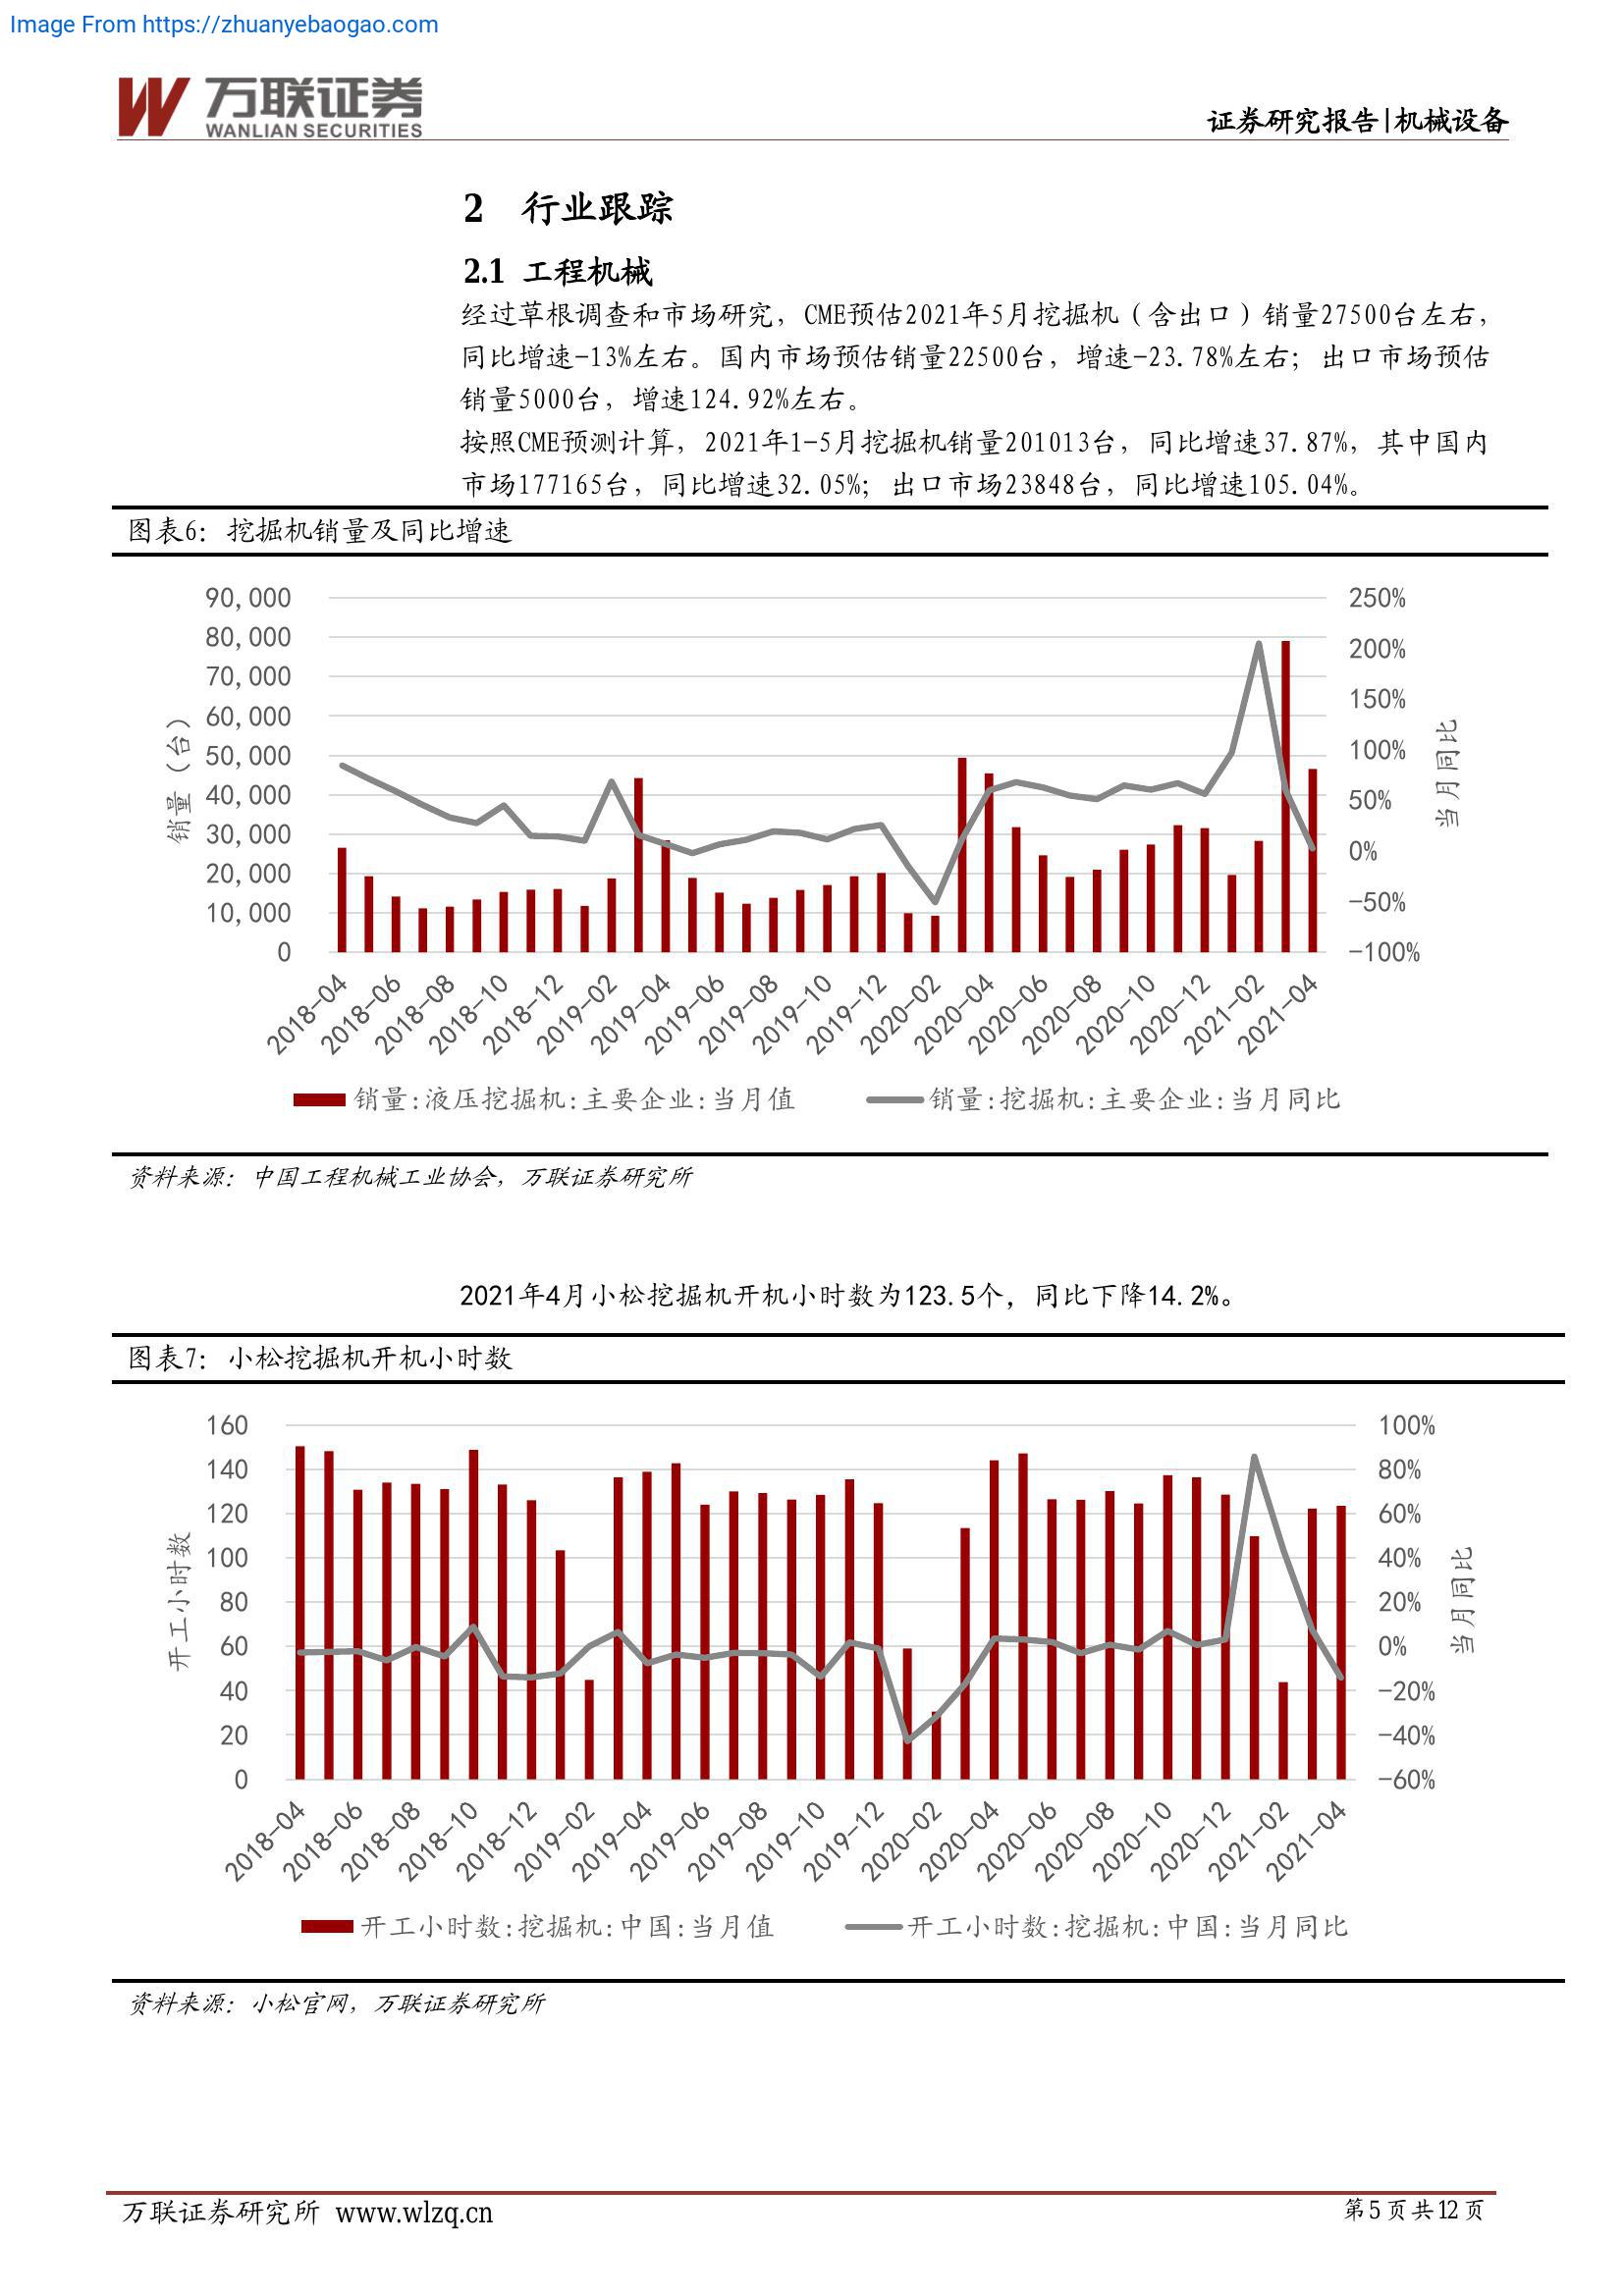 Image From https://zhuanyebaogao.com
万联证券
WANLIAN SECURITIES
证券研究报告|机械设备
2 行业跟踪
2.1 工程机械
经过草根调查和市场研究，CME预估2021年5月挖掘机（含出口）销量27500台左右，
同比增速-13%左右。国内市场预估销量22500台，增速-23.78%左右；出口市场预估
销量5000台，增速124.92%左右。
按照CME预测计算，2021年1-5月挖掘机销量201013台，同比增速37.87%，其中国内
市场177165台，同比增速32.05%；出口市场23848台，同比增速105.04%。
图表6：挖掘机销量及同比增速
销量（台）
90,000
80,000
70,000
60,000
50,000
40,000
30,000
20,000
10,000
0
250%
200%
150%
100%
50%
0%
-50%
-100%
当月同比
2018-04
2018-06
2018-08
2018-10
2018-12
2019-02
2019-04
2019-06
2019-08
2019-10
2019-12
2020-02
2020-04
2020-06
2020-08
2020-10
2020-12
2021-02
2021-04
销量:液压挖掘机:主要企业:当月值
销量:挖掘机:主要企业:当月同比
资料来源：中国工程机械工业协会，万联证券研究所
2021年4月小松挖掘机开机小时数为123.5个，同比下降14.2%。
图表7：小松挖掘机开机小时数
开工小时数
160
140
120
100
80
60
40
20
0
100%
80%
60%
40%
20%
0%
-20%
-40%
-60%
当月同比
2018-04
2018-06
2018-08
2018-10
2018-12
2019-02
2019-04
2019-06
2019-08
2019-10
2019-12
2020-02
2020-04
2020-06
2020-08
2020-10
2020-12
2021-02
2021-04
开工小时数:挖掘机:中国:当月值
开工小时数:挖掘机:中国:当月同比
资料来源：小松官网，万联证券研究所
万联证券研究所 www.wlzq.cn
第 5 页 共 12 页